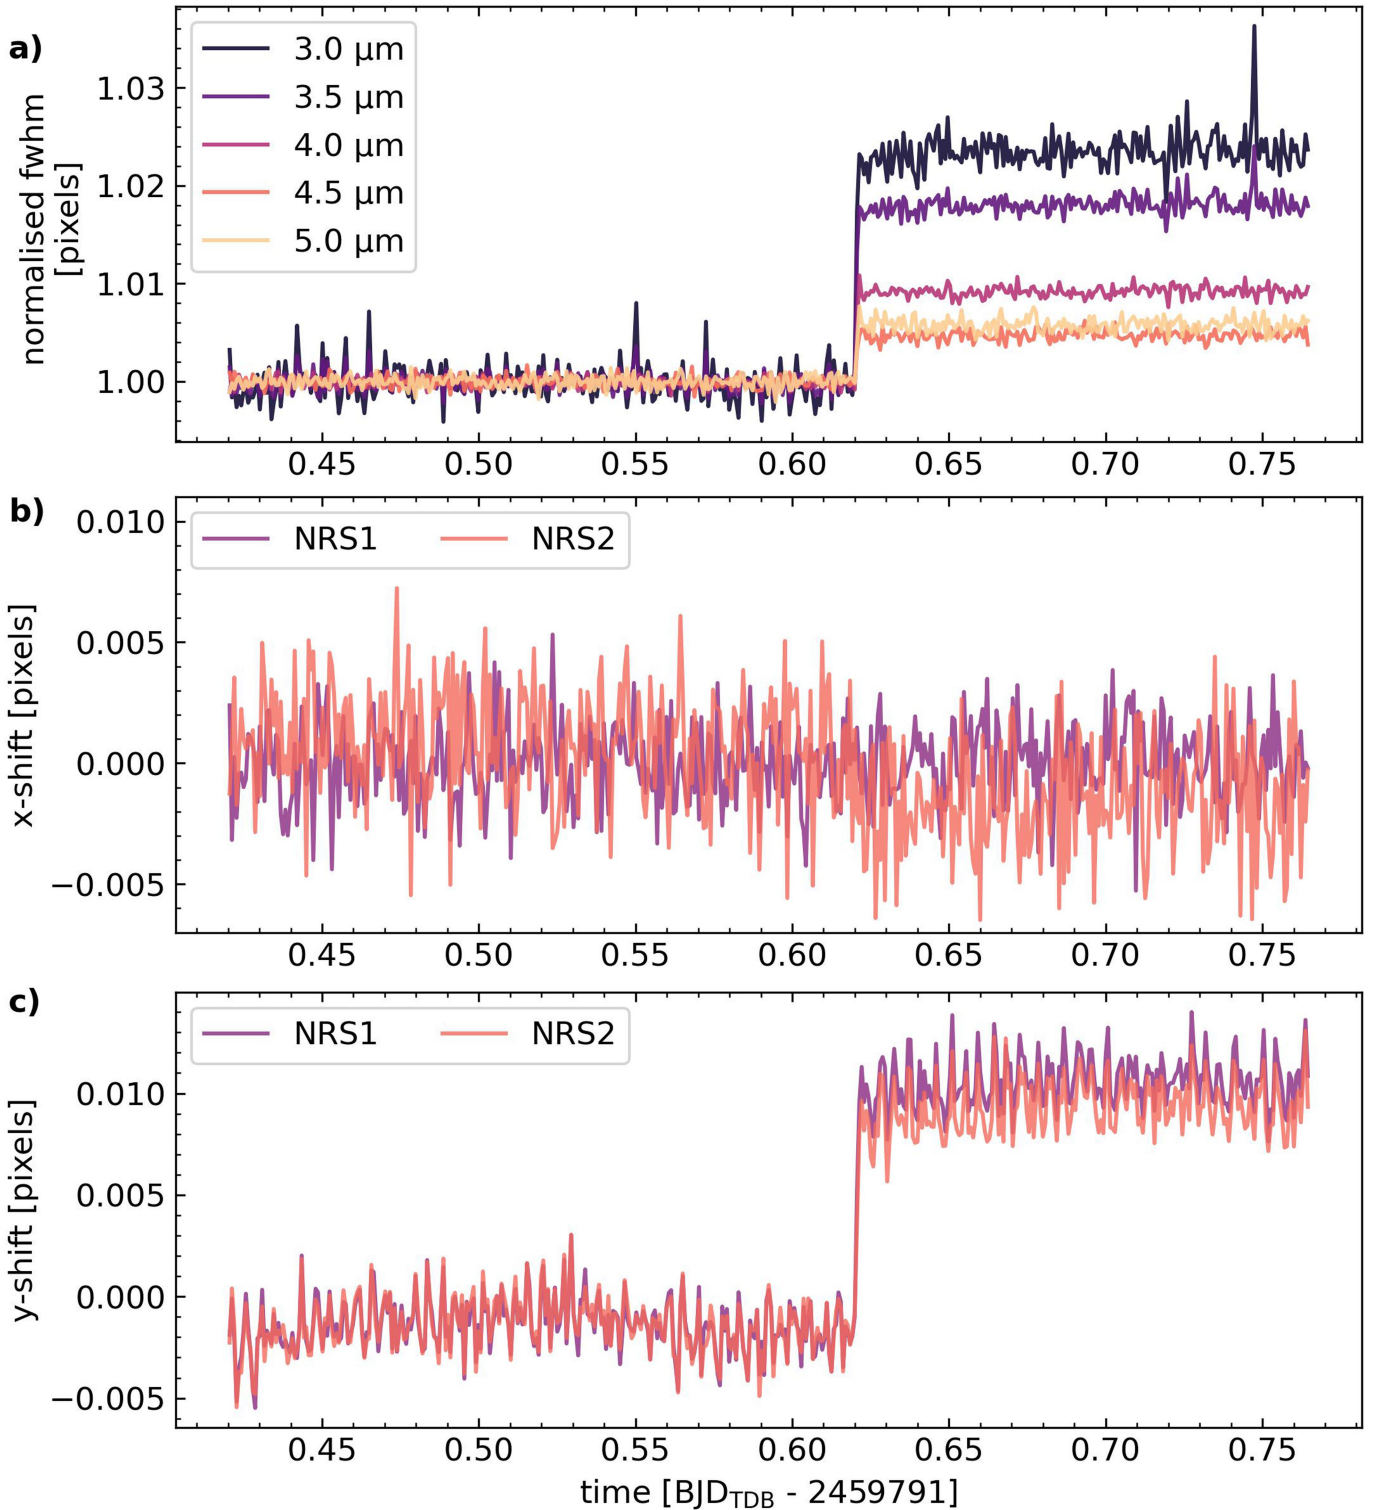 a)
3.0 µm
3.5 µm
4.0 µm
4.5 µm
5.0 µm
normalised fwhm
[pixels]
1.03
1.02
1.01
1.00
0.45 0.50 0.55 0.60 0.65 0.70 0.75
b)
NRS1 NRS2
x-shift [pixels]
0.010
0.005
0.000
−0.005
0.45 0.50 0.55 0.60 0.65 0.70 0.75
c)
NRS1 NRS2
y-shift [pixels]
0.010
0.005
0.000
−0.005
0.45 0.50 0.55 0.60 0.65 0.70 0.75
time [BJD_TDB - 2459791]